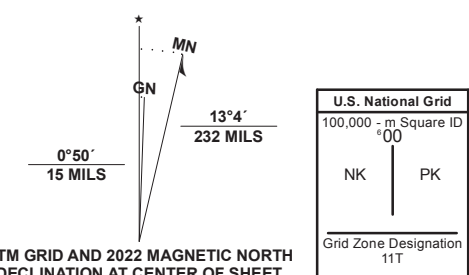 ★
MN
GN
13°4´
232 MILS
0°50´
15 MILS
TM GRID AND 2022 MAGNETIC NORTH
DECLINATION AT CENTER OF SHEET
U.S. National Grid
100,000 - m Square ID
⁶00
NK PK
Grid Zone Designation
11T